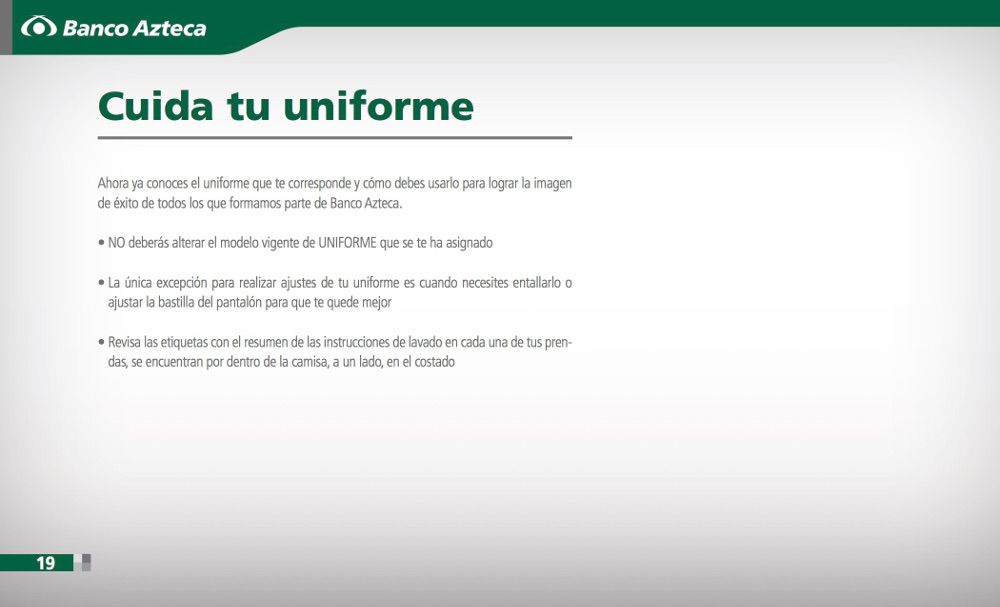 Banco Azteca
Cuida tu uniforme
Ahora ya conoces el uniforme que te corresponde y cómo debes usarlo para lograr la imagen
de éxito de todos los que formamos parte de Banco Azteca.
• NO deberás alterar el modelo vigente de UNIFORME que se te ha asignado
• La única excepción para realizar ajustes de tu uniforme es cuando necesites entallarlo o
ajustar la bastilla del pantalón para que te quede mejor
• Revisa las etiquetas con el resumen de las instrucciones de lavado en cada una de tus pren-
das, se encuentran por dentro de la camisa, a un lado, en el costado
19